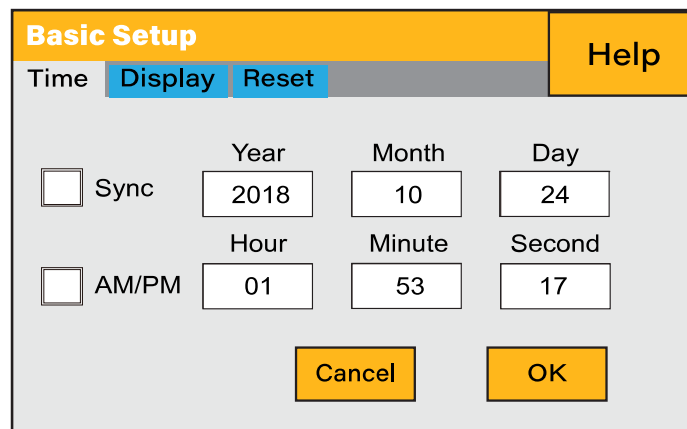 Basic Setup
Help
Time Display Reset
Year Month Day
Sync 2018 10 24
Hour Minute Second
AM/PM 01 53 17
Cancel OK